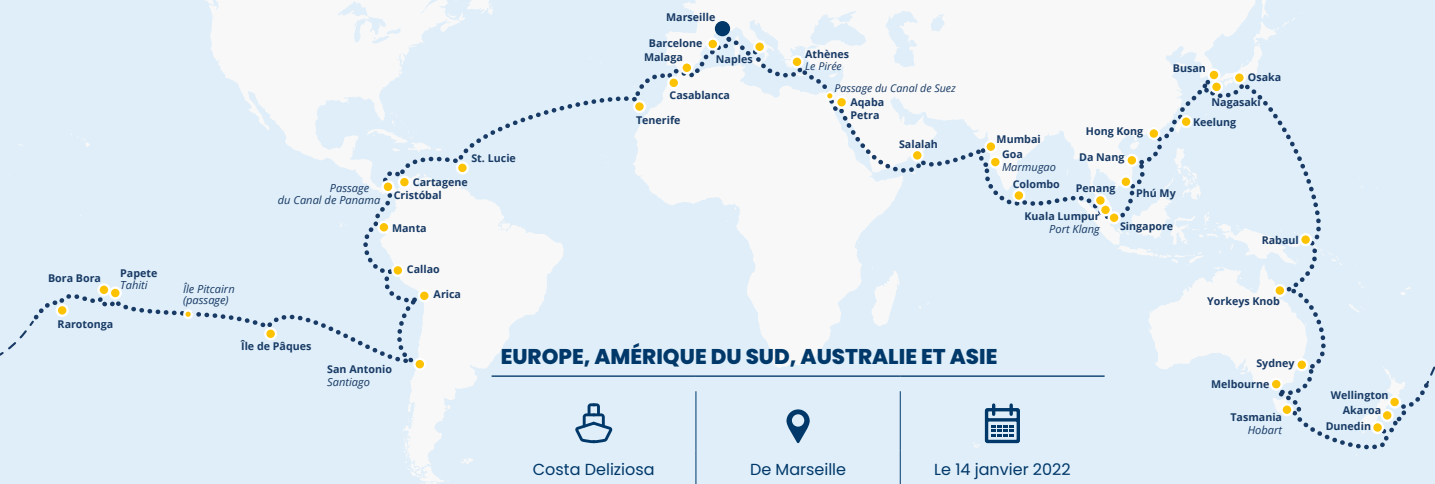 Marseille
Barcelone
Malaga
Naples
Athènes
Le Pirée
Casablanca
Tenerife
Passage du Canal de Suez
Aqaba
Petra
Salalah
Mumbai
Goa
Marmugao
Colombo
Penang
Kuala Lumpur
Port Klang
Singapore
Phú My
Da Nang
Hong Kong
Keelung
Busan
Nagasaki
Osaka
Rabaul
Yorkeys Knob
Sydney
Melbourne
Tasmania
Hobart
Wellington
Akaroa
Dunedin
St. Lucie
Cartagene
Cristóbal
Passage
du Canal de Panama
Manta
Callao
Arica
San Antonio
Santiago
Île de Pâques
Île Pitcairn
(passage)
Papete
Tahiti
Bora Bora
Rarotonga
EUROPE, AMÉRIQUE DU SUD, AUSTRALIE ET ASIE
Costa Deliziosa
De Marseille
Le 14 janvier 2022